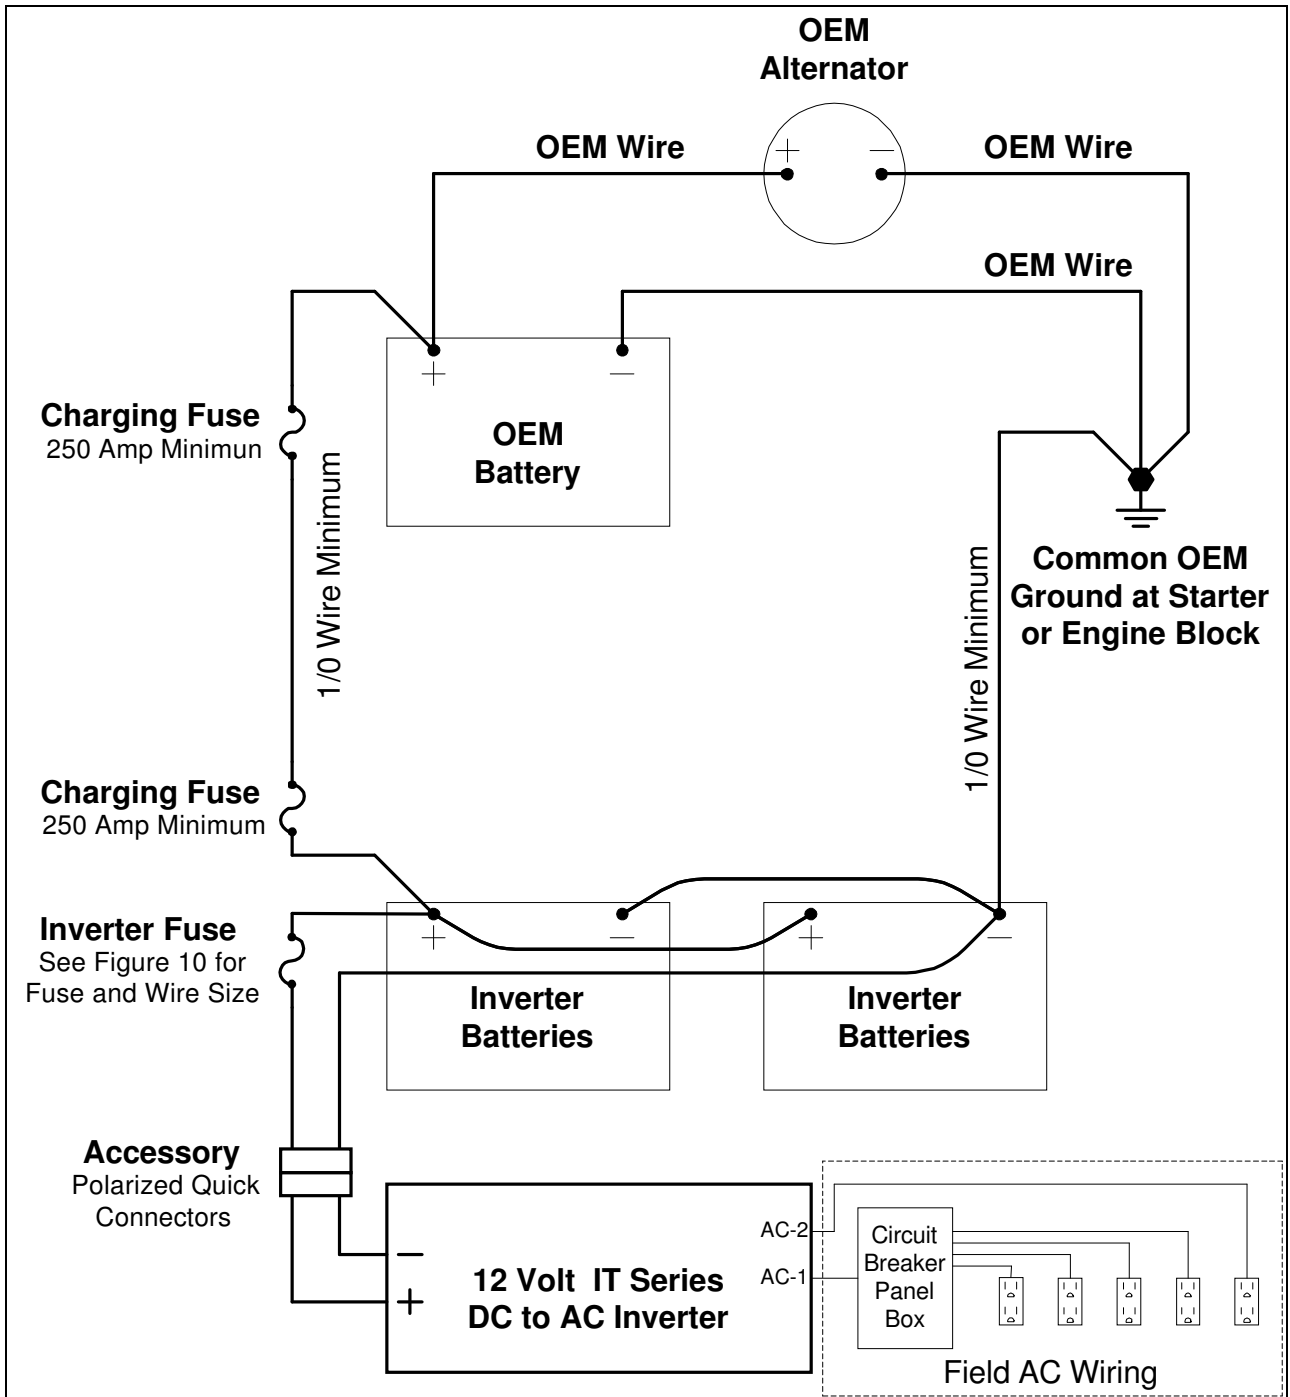 OEM
Alternator
+
—
OEM Wire
OEM Wire
OEM Wire
+
—
OEM
Battery
Charging Fuse
250 Amp Minimun
1/0 Wire Minimum
1/0 Wire Minimum
Common OEM
Ground at Starter
or Engine Block
Charging Fuse
250 Amp Minimum
Inverter Fuse
See Figure 10 for
Fuse and Wire Size
+
—
+
—
Inverter
Batteries
Inverter
Batteries
Accessory
Polarized Quick
Connectors
—
+
12 Volt IT Series
DC to AC Inverter
AC-2
AC-1
Circuit
Breaker
Panel
Box
Field AC Wiring